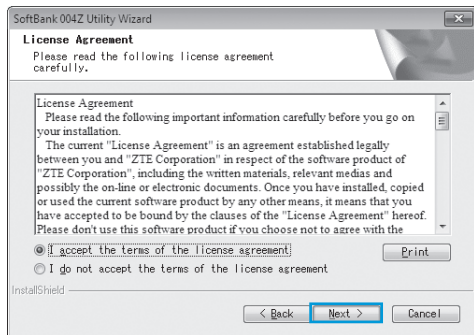 SoftBank 004Z Utility Wizard
License Agreement
Please read the following license agreement
carefully.
License Agreement
Please read the following important information carefully before you go on
your installation.
The current "License Agreement" is an agreement established legally
between you and "ZTE Corporation" in respect of the software product of
"ZTE Corporation", including the written materials, relevant medias and
possibly the on-line or electronic documents. Once you have installed, copied
or used the current software product by any other means, it means that you
have accepted to be bound by the clauses of the "License Agreement" hereof.
Please don't use this software product if you choose not to agree with the
I accept the terms of the license agreement
Print
I do not accept the terms of the license agreement
InstallShield
< Back
Next >
Cancel